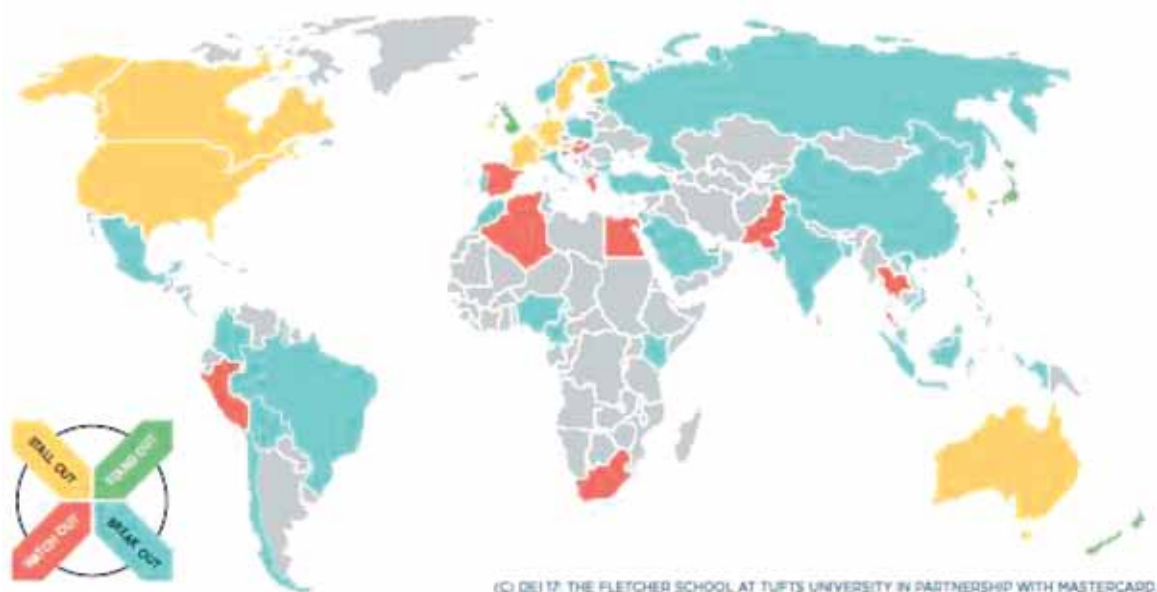 STALL OUT
STAND OUT
WATCH OUT
BREAK OUT
(C) DEI 17: THE FLETCHER SCHOOL AT TUFTS UNIVERSITY IN PARTNERSHIP WITH MASTERCARD.